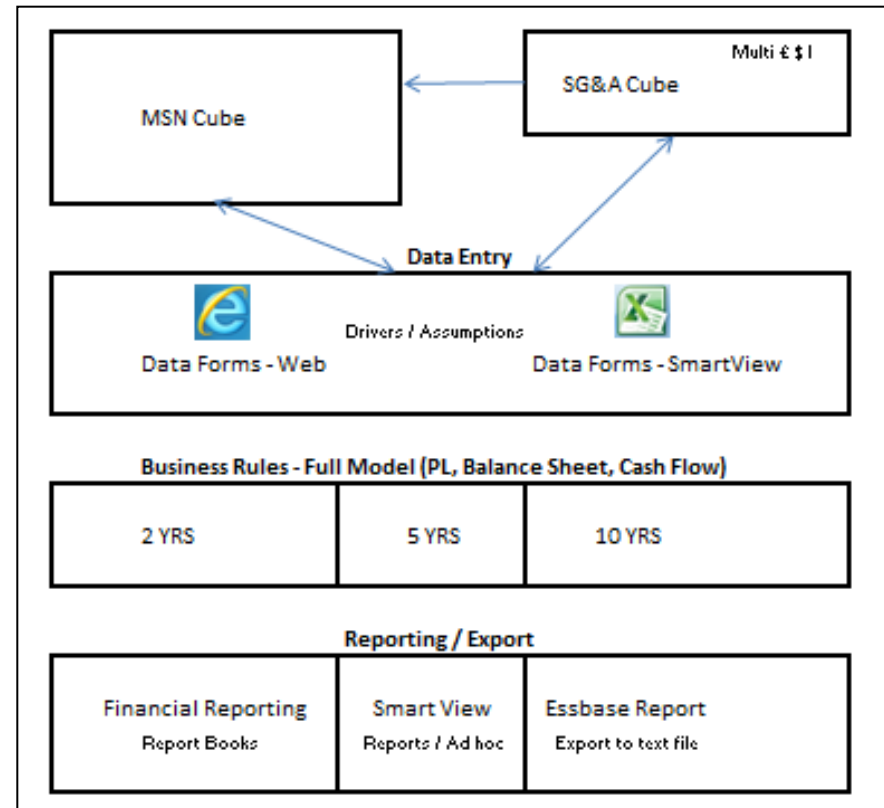 Multi £ $ l
SG&A Cube
MSN Cube
Data Entry
Drivers / Assumptions
Data Forms - Web
Data Forms - SmartView
Business Rules - Full Model (PL, Balance Sheet, Cash Flow)
2 YRS
5 YRS
10 YRS
Reporting / Export
Financial Reporting
Smart View
Essbase Report
Report Books
Reports / Ad hoc
Export to text file